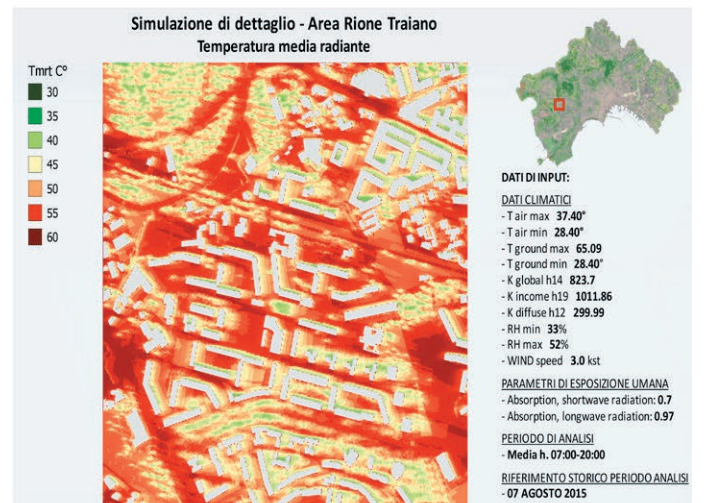 Simulazione di dettaglio - Area Rione Traiano
Temperatura media radiante
Tmrt C°
30
35
40
45
50
55
60
DATI DI INPUT:
DATI CLIMATICI
- T air max 37.40°
- T air min 28.40°
- T ground max 65.09
- T ground min 28.40°
- K global h14 823.7
- K income h19 1011.86
- K diffuse h12 299.99
- RH min 33%
- RH max 52%
- WIND speed 3.0 kst
PARAMETRI DI ESPOSIZIONE UMANA
- Absorption, shortwave radiation: 0.7
- Absorption, longwave radiation: 0.97
PERIODO DI ANALISI
- Media h. 07:00-20:00
RIFERIMENTO STORICO PERIODO ANALISI
- 07 AGOSTO 2015